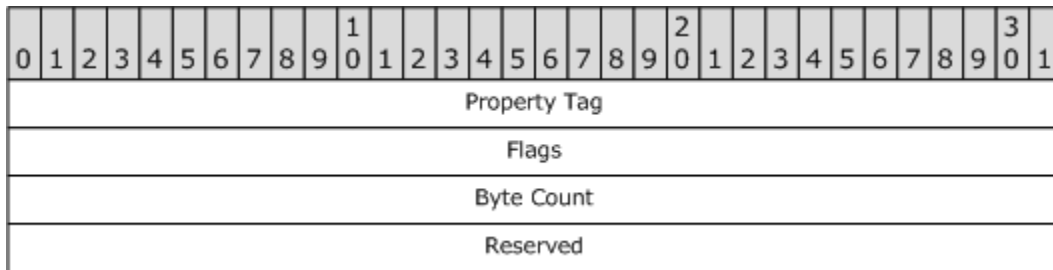 1 2 3
0 1 2 3 4 5 6 7 8 9 0 1 2 3 4 5 6 7 8 9 0 1 2 3 4 5 6 7 8 9 0 1
Property Tag
Flags
Byte Count
Reserved